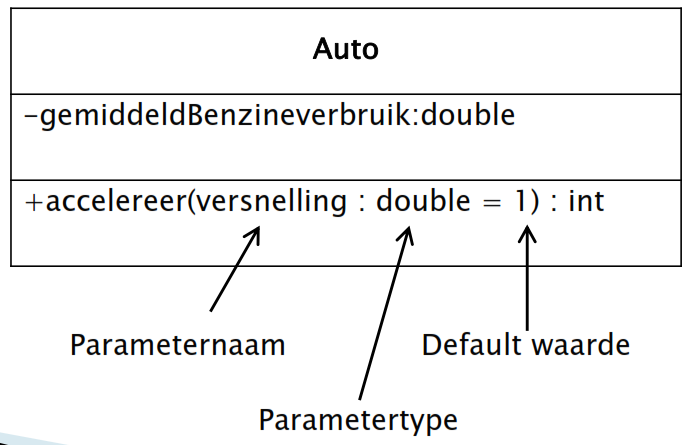 Auto
-gemiddeldBenzineverbruik:double
+accelereer(versnelling : double = 1) : int
Parameternaam
Default waarde
Parametertype